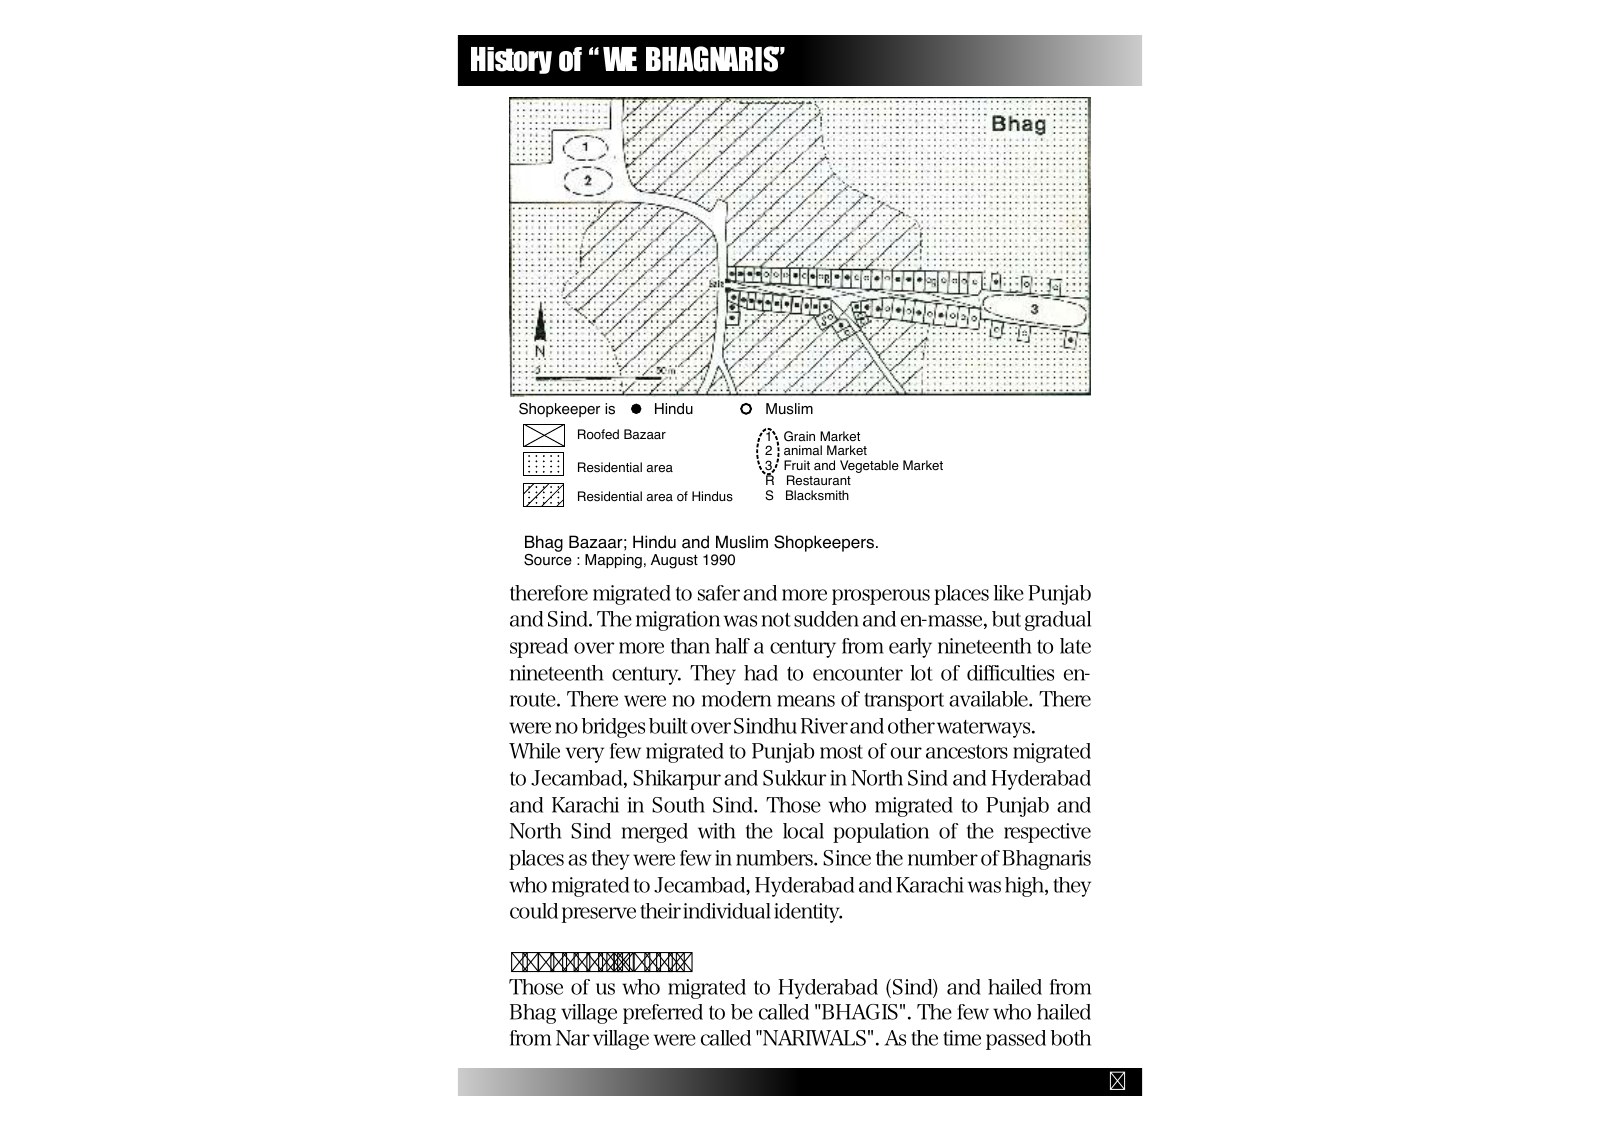 History of “ WE BHAGNARIS”
Bhag
1
2
3
N
0
50 m
Shopkeeper is ● Hindu ○ Muslim
Roofed Bazaar
Residential area
Residential area of Hindus
1 Grain Market
2 animal Market
3 Fruit and Vegetable Market
R Restaurant
S Blacksmith
Bhag Bazaar; Hindu and Muslim Shopkeepers.
Source : Mapping, August 1990
therefore migrated to safer and more prosperous places like Punjab
and Sind. The migration was not sudden and en-masse, but gradual
spread over more than half a century from early nineteenth to late
nineteenth century. They had to encounter lot of difficulties en-
route. There were no modern means of transport available. There
were no bridges built over Sindhu River and other waterways.
While very few migrated to Punjab most of our ancestors migrated
to Jecambad, Shikarpur and Sukkur in North Sind and Hyderabad
and Karachi in South Sind. Those who migrated to Punjab and
North Sind merged with the local population of the respective
places as they were few in numbers. Since the number of Bhagnaris
who migrated to Jecambad, Hyderabad and Karachi was high, they
could preserve their individual identity.
Those of us who migrated to Hyderabad (Sind) and hailed from
Bhag village preferred to be called "BHAGIS". The few who hailed
from Nar village were called "NARIWALS". As the time passed both